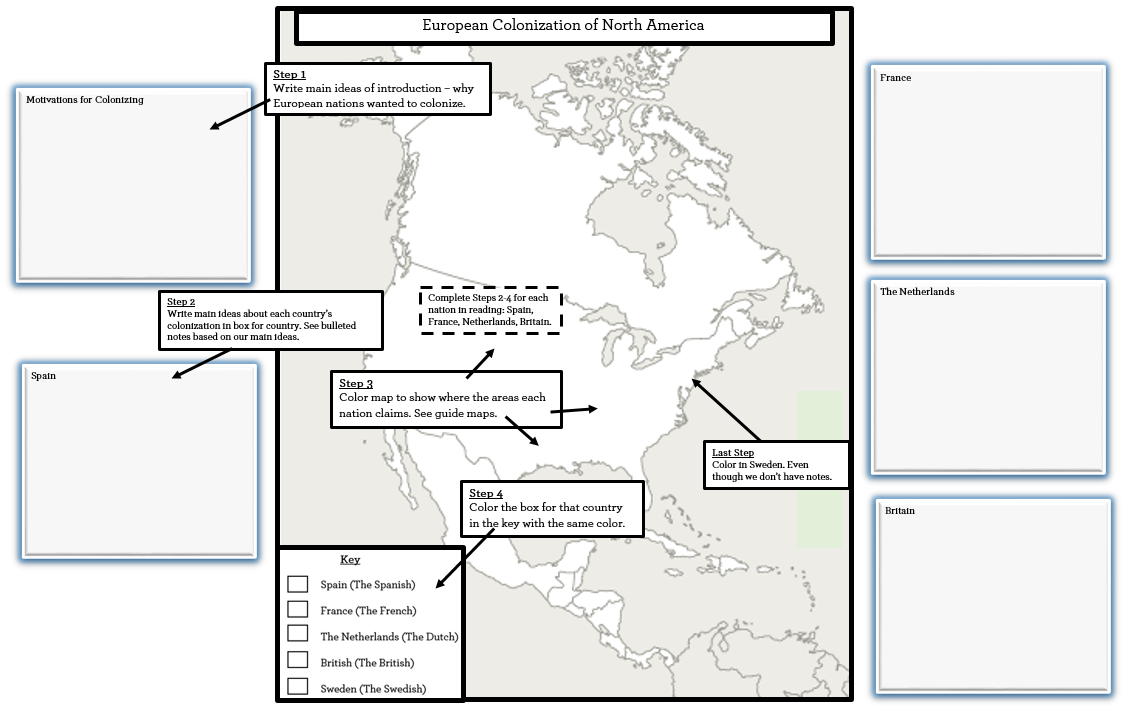 European Colonization of North America
Step 1
Write main ideas of introduction – why
European nations wanted to colonize.
Motivations for Colonizing
Step 2
Write main ideas about each country's
colonization in box for country. See bulleted
notes based on our main ideas.
Spain
Complete Steps 2-4 for each
nation in reading: Spain,
France, Netherlands, Britain.
Step 3
Color map to show where the areas each
nation claims. See guide maps.
Last Step
Color in Sweden. Even
though we don't have notes.
Step 4
Color the box for that country
in the key with the same color.
Key
Spain (The Spanish)
France (The French)
The Netherlands (The Dutch)
British (The British)
Sweden (The Swedish)
France
The Netherlands
Britain